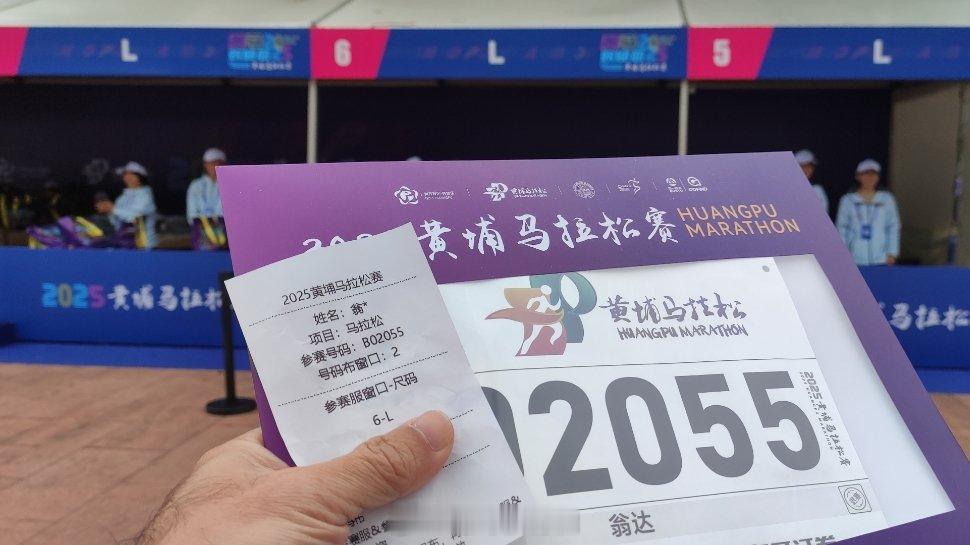 L
6
L
5
L
黄埔马拉松赛
HUANGPU
MARATHON
2025黄埔马拉松
马拉松
黄埔马拉松
HUANGPU MARATHON
2025黄埔马拉松赛
02055
翁达
2025黄埔马拉松赛
姓名：翁*
项目：马拉松
参赛号码：B02055
号码布窗口：2
参赛服窗口-尺码
6-L